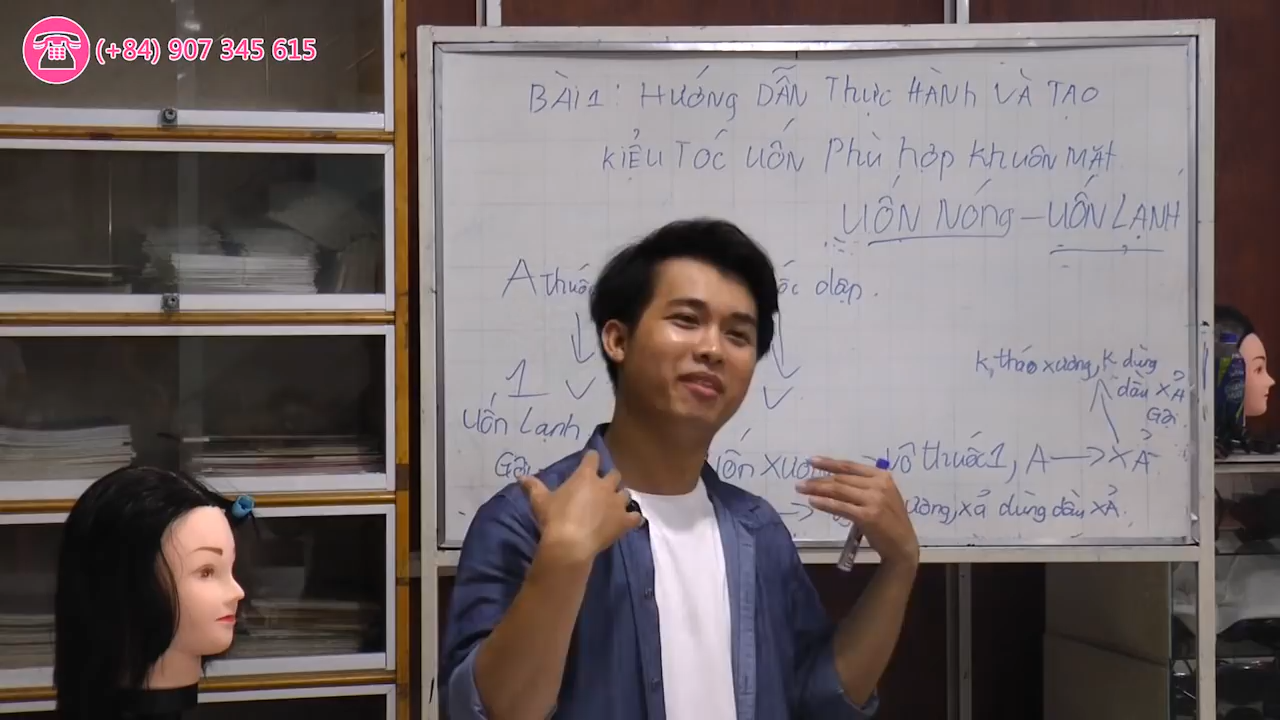 (+84) 907 345 615
BÀi 1: HướNg DẪN Thực HÀNh VÀ TẠO
KIỂU TÓC UỐN Phù hợp KhuôN MẶt
UỐN NÓNg – UỐN LẠNH
A thuốc dập.
1
UốN Lạnh
K, tháo xương, K dùng
dầu XẢ
Gội
uốn xương vô thuốc 1, A → XẢ
xương, xả dùng dầu XẢ.